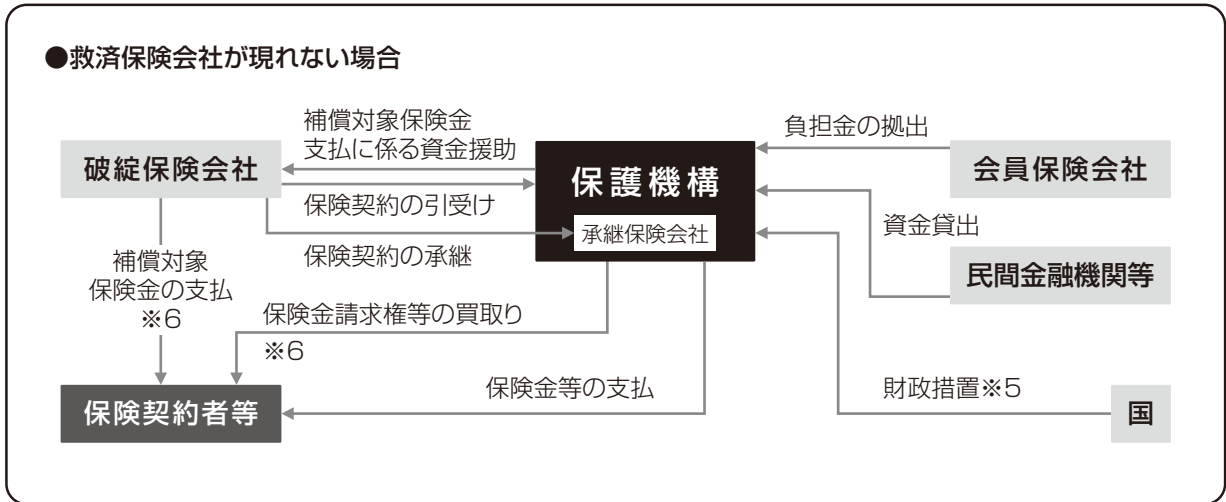 ●救済保険会社が現れない場合
補償対象保険金
支払に係る資金援助
負担金の拠出
破綻保険会社
保護機構
会員保険会社
保険契約の引受け
承継保険会社
資金貸出
保険契約の承継
補償対象
保険金の支払
※6
民間金融機関等
保険金請求権等の買取り
※6
保険金等の支払
財政措置※5
保険契約者等
国